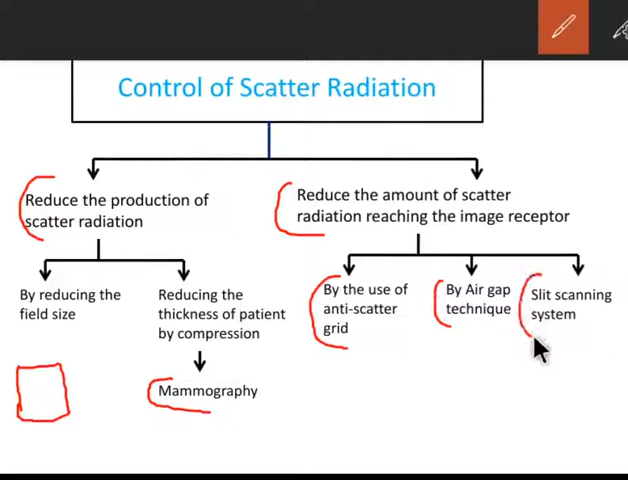 Control of Scatter Radiation
Reduce the production of
scatter radiation
Reduce the amount of scatter
radiation reaching the image receptor
By reducing the
field size
Reducing the
thickness of patient
by compression
By the use of
anti-scatter
grid
By Air gap
technique
Slit scanning
system
Mammography